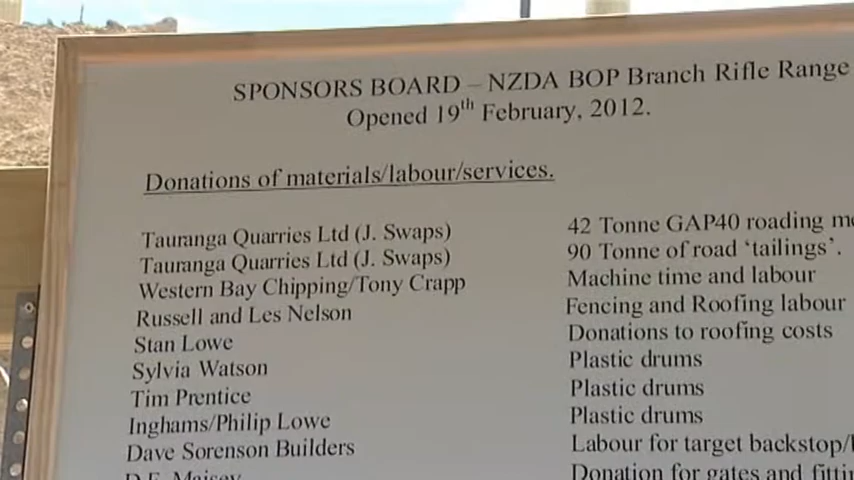 SPONSORS BOARD – NZDA BOP Branch Rifle Range
Opened 19th February, 2012.
Donations of materials/labour/services.
Tauranga Quarries Ltd (J. Swaps) 42 Tonne GAP40 roading
Tauranga Quarries Ltd (J. Swaps) 90 Tonne of road ‘tailings’.
Western Bay Chipping/Tony Crapp Machine time and labour
Russell and Les Nelson Fencing and Roofing labour
Stan Lowe Donations to roofing costs
Sylvia Watson Plastic drums
Tim Prentice Plastic drums
Inghams/Philip Lowe Plastic drums
Dave Sorenson Builders Labour for target backstop/
D.F. Maisey Donation for gates and